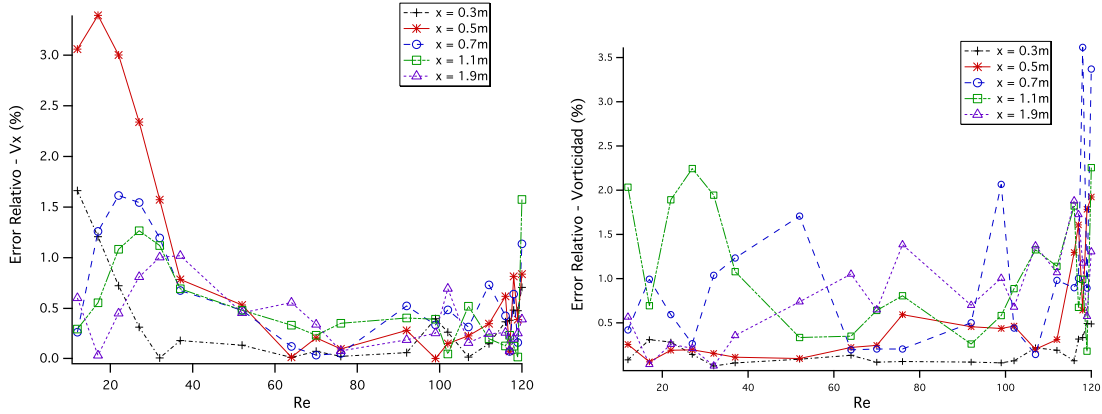 x = 0.3m
x = 0.5m
x = 0.7m
x = 1.1m
x = 1.9m
3.0
2.5
2.0
1.5
1.0
0.5
0.0
Error Relativo - Vx (%)
20
40
60
80
100
120
Re
x = 0.3m
x = 0.5m
x = 0.7m
x = 1.1m
x = 1.9m
3.5
3.0
2.5
2.0
1.5
1.0
0.5
Error Relativo - Vorticidad (%)
20
40
60
80
100
120
Re